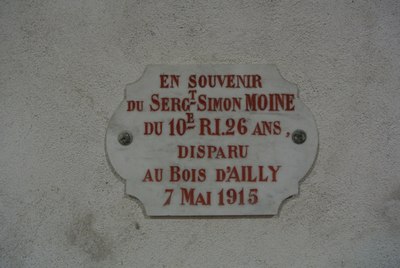 EN SOUVENIR
DU SERGT SIMON MOINE
DU 10E R.I. 26 ANS,
DISPARU
AU BOIS D'AILLY
7 MAI 1915